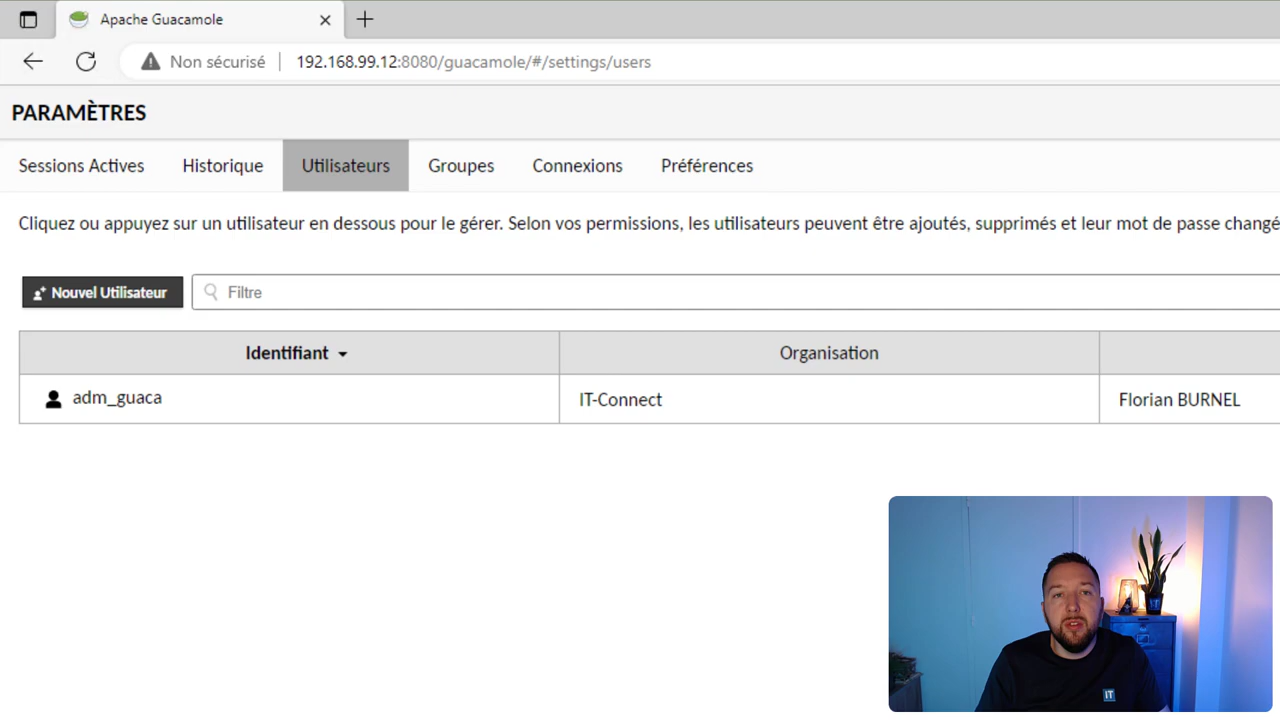 Apache Guacamole
Non sécurisé
192.168.99.12:8080/guacamole/#/settings/users
PARAMÈTRES
Sessions Actives Historique Utilisateurs Groupes Connexions Préférences
Cliquez ou appuyez sur un utilisateur en dessous pour le gérer. Selon vos permissions, les utilisateurs peuvent être ajoutés, supprimés et leur mot de passe changé
Nouvel Utilisateur Filtre
Identifiant Organisation
adm_guaca IT-Connect Florian BURNEL
IT
IT